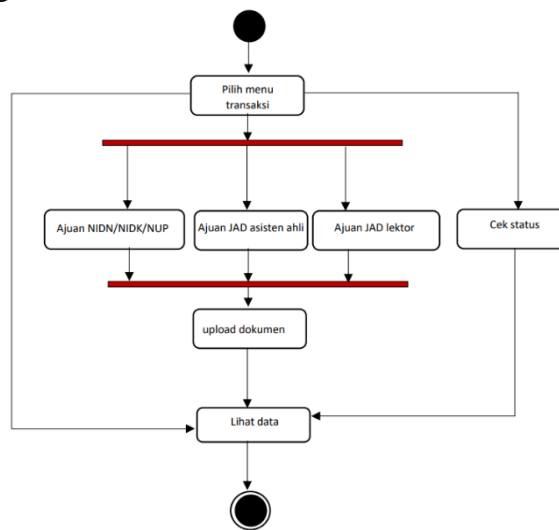 Pilih menu
transaksi
Ajuan NIDN/NIDK/NUP
Ajuan JAD asisten ahli
Ajuan JAD lektor
Cek status
upload dokumen
Lihat data